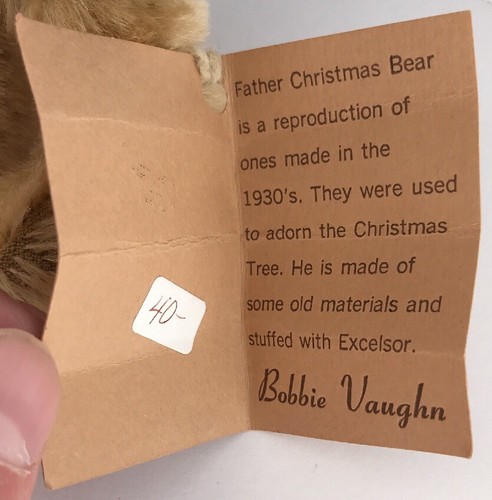 40-
Father Christmas Bear
is a reproduction of
ones made in the
1930's. They were used
to adorn the Christmas
Tree. He is made of
some old materials and
stuffed with Excelsor.
Bobbie Vaughn